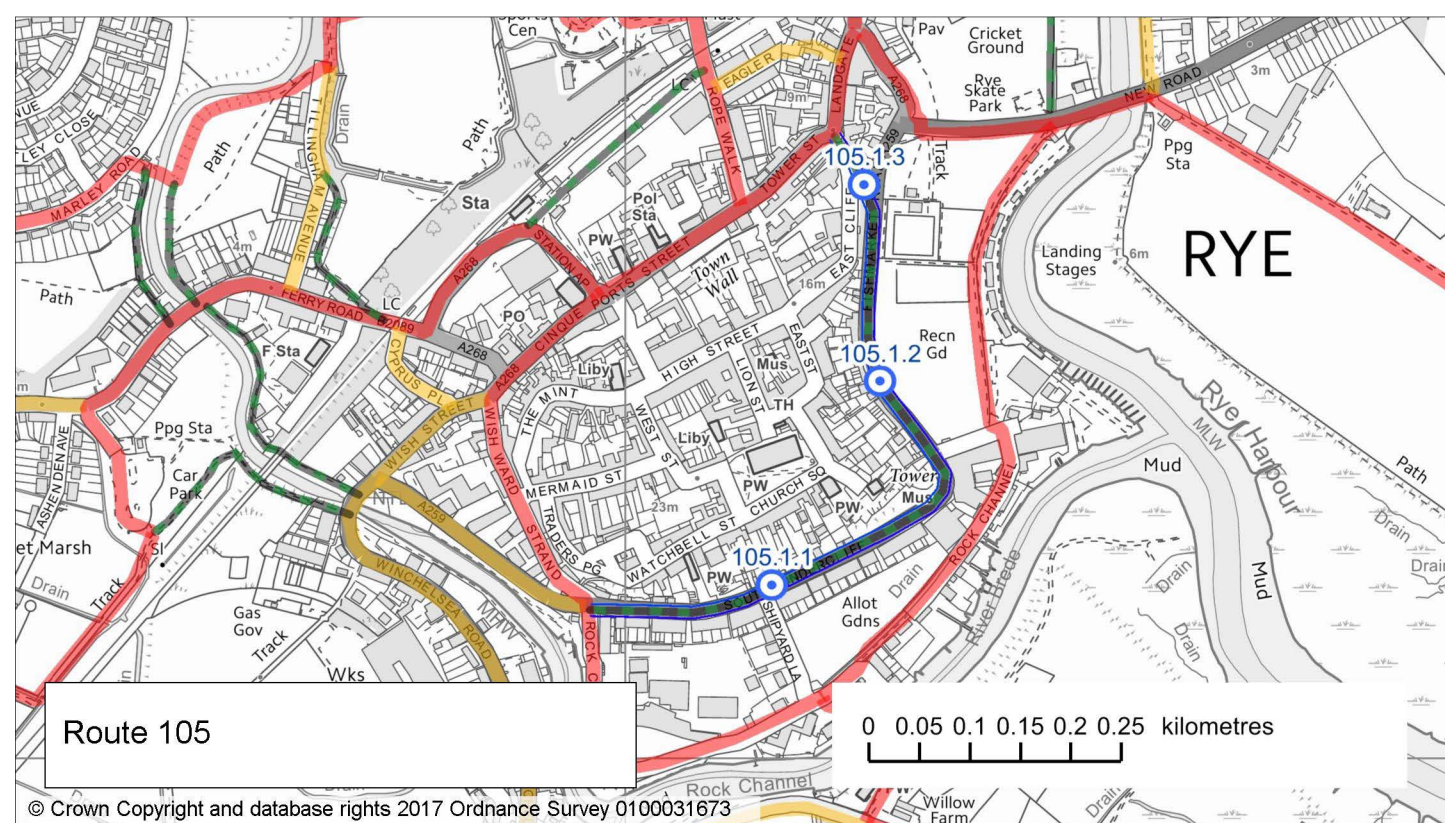 Sports
Cen
Mast
Pav
Cricket
Ground
LC
EAGLE R
LANDGATE
A268
Rye
Skate
Park
3m
NEW ROAD
9m
LEY CLOSE
TILLINGHAM AVENUE
Drain
Path
Path
ROPE WALK
A259
105.1.3
Track
Ppg
Sta
MARLEY ROAD
TOWER ST
Sta
Pol
Sta
PW
STATION AP
CINQUE PORTS STREET
Town
Wall
EAST CLIFF
FISHMARKET
4m
A268
16m
Landing
Stages
6m
RYE
Path
FERRY ROAD
LC
B2089
PO
A268
HIGH STREET
EAST ST
Recn
Gd
105.1.2
F Sta
CYPRUS PL
A268
Liby
Mus
LION ST
THE MINT
TH
WEST ST
Ppg Sta
WISH STREET
WISH WARD
Liby
Rye Harbour
MLW
Mud
Path
ASHENDENAVE
Car
Park
MERMAID ST
PW
CHURCH SQ
Tower
Mus
PW
23m
A259
STRAND
TRADERS PG
WATCHBELL ST
ROCK CHANNEL
Drain
et Marsh
Sl
105.1.1
PW
Drain
Track
WINCHELSEA ROAD
SHIPYARD LA
Allot
Gdns
Drain
River Brede
Mud
Drain
Drain
Gas
Gov
Track
Wks
ROCK C
Route 105
0 0.05 0.1 0.15 0.2 0.25 kilometres
Rock Channel
Willow
Farm
Drain
© Crown Copyright and database rights 2017 Ordnance Survey 0100031673